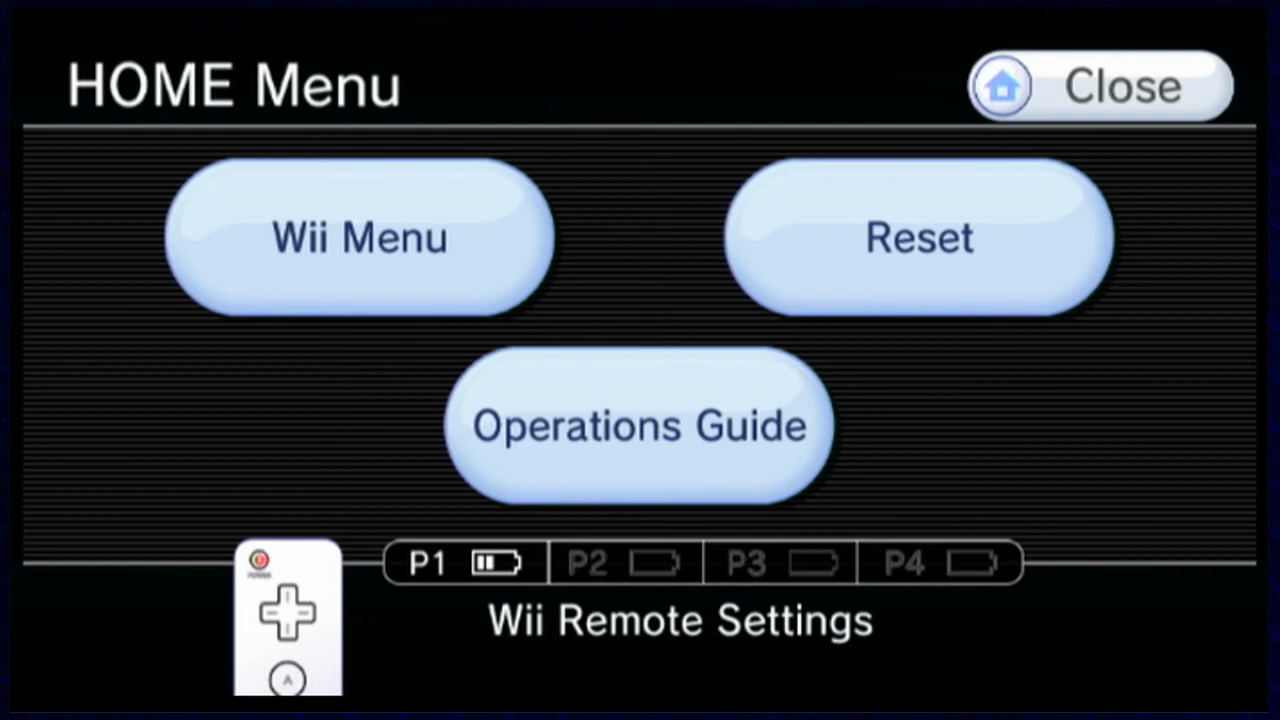 HOME Menu
Close
Wii Menu
Reset
Operations Guide
P1 P2 P3 P4
Wii Remote Settings
A